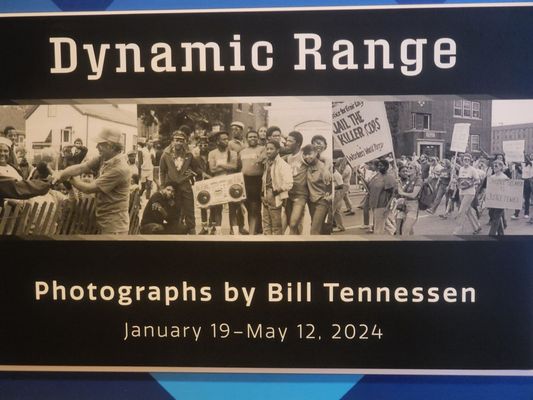 Dynamic Range
JAIL THE
KILLER COPS
Photographs by Bill Tennessen
January 19–May 12, 2024